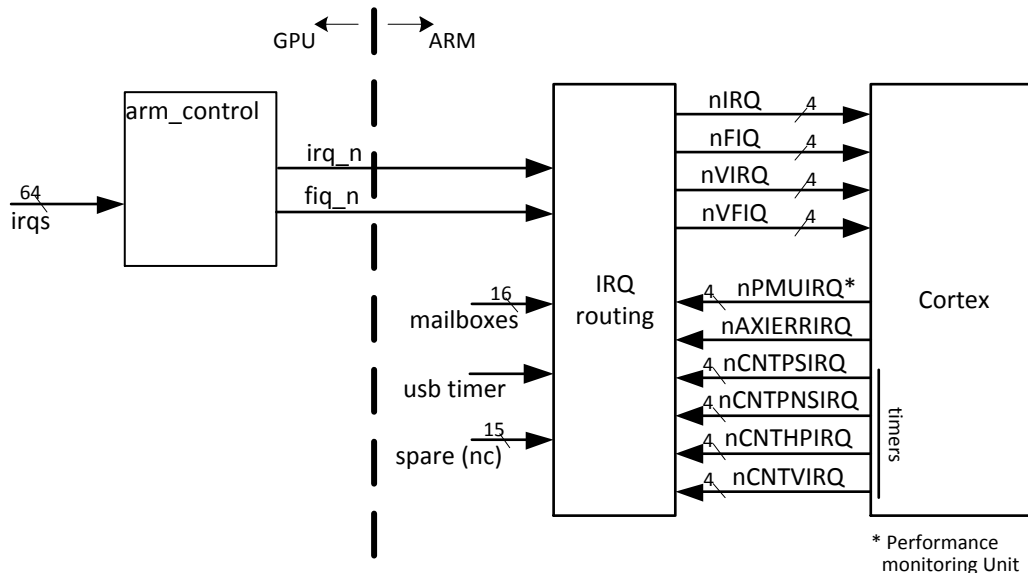 GPU
ARM
arm_control
64
irqs
irq_n
fiq_n
16
mailboxes
usb timer
15
spare (nc)
IRQ
routing
nIRQ
4
nFIQ
4
nVIRQ
4
nVFIQ
4
nPMUIRQ*
4
nAXIERRIRQ
nCNTPSIRQ
4
nCNTPNSIRQ
4
nCNTHPIRQ
4
nCNTVIRQ
4
timers
Cortex
* Performance
monitoring Unit